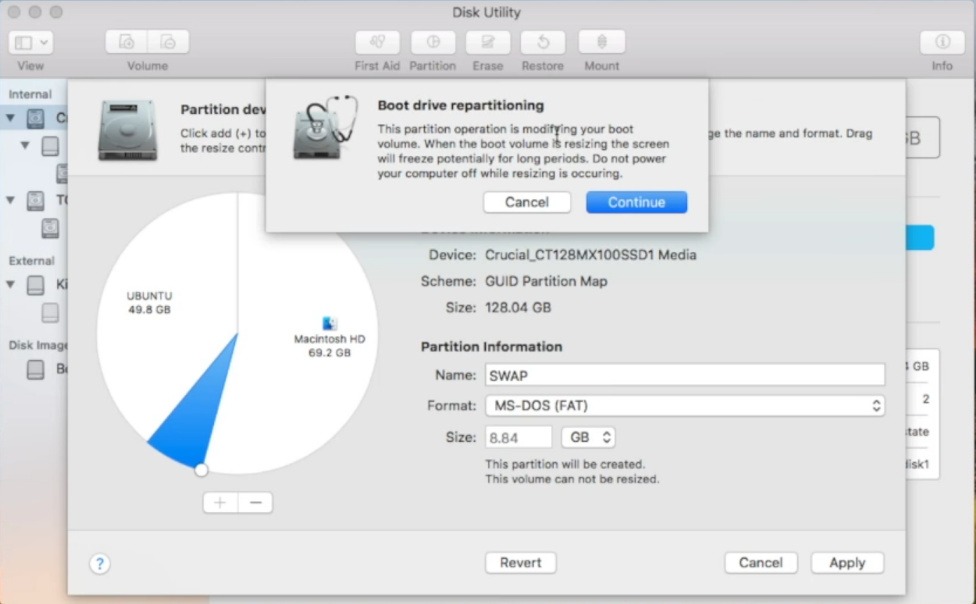 Disk Utility
View
Volume
First Aid
Partition
Erase
Restore
Mount
Info
Internal
External
Disk Image
Partition dev
Click add (+) to
the resize contr
ge the name and format. Drag
Boot drive repartitioning
This partition operation is modifying your boot
volume. When the boot volume is resizing the screen
will freeze potentially for long periods. Do not power
your computer off while resizing is occuring.
Cancel
Continue
UBUNTU
49.8 GB
Macintosh HD
69.2 GB
Device: Crucial_CT128MX100SSD1 Media
Scheme: GUID Partition Map
Size: 128.04 GB
Partition Information
Name: SWAP
Format: MS-DOS (FAT)
Size: 8.84 GB
This partition will be created.
This volume can not be resized.
GB
2
+ −
?
Revert
Cancel
Apply